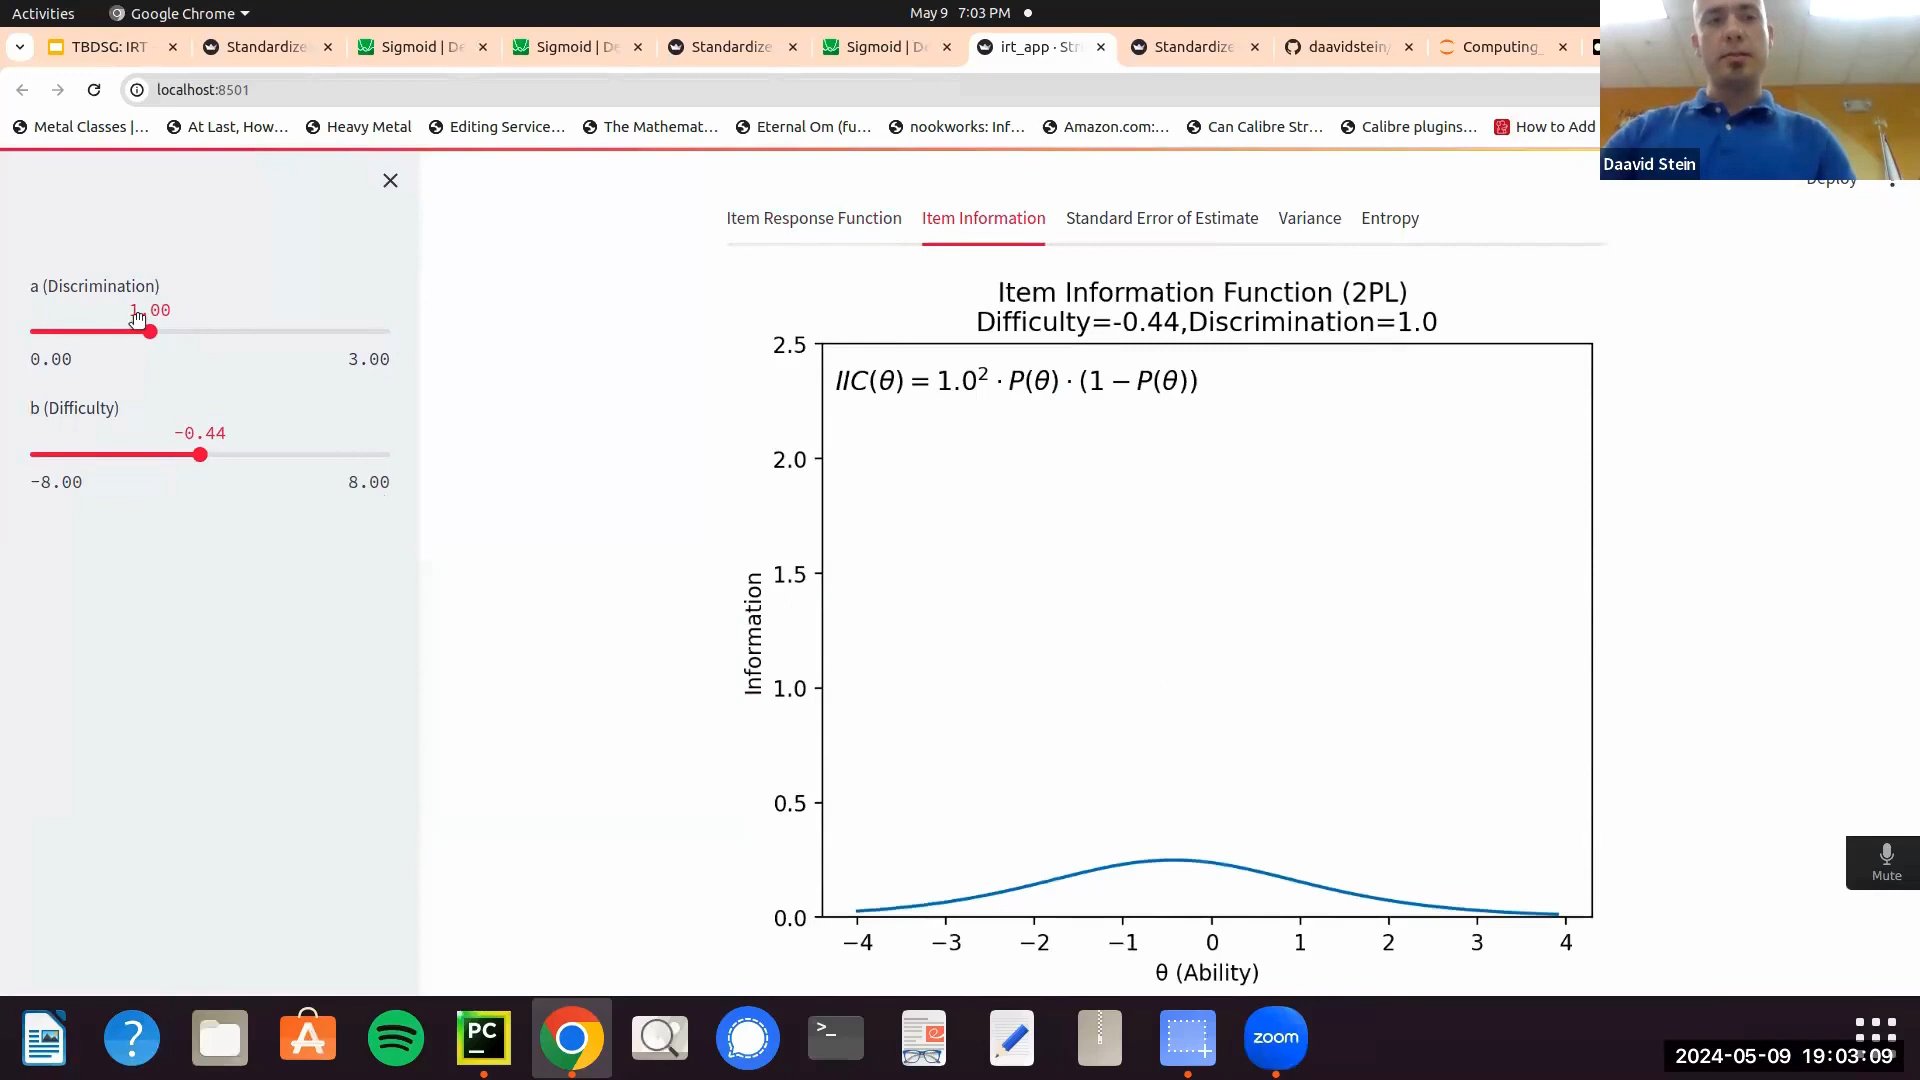 Activities
Google Chrome
May 9 7:03 PM
TBDSG: IRT
Standardize
Sigmoid | De
Sigmoid | De
Standardize
Sigmoid | De
irt_app · Str
Standardize
daavidstein/
Computing_
localhost:8501
Metal Classes |...
At Last, How...
Heavy Metal
Editing Service...
The Mathemat...
Eternal Om (fu...
nookworks: Inf...
Amazon.com:...
Can Calibre Str...
Calibre plugins...
How to Add
Daavid Stein
Deploy
Item Response Function
Item Information
Standard Error of Estimate
Variance
Entropy
a (Discrimination)
1.00
0.00
3.00
b (Difficulty)
-0.44
-8.00
8.00
Item Information Function (2PL)
Difficulty=-0.44,Discrimination=1.0
IIC(θ) = 1.0² · P(θ) · (1 − P(θ))
2.5
2.0
1.5
1.0
0.5
0.0
Information
−4
−3
−2
−1
0
1
2
3
4
θ (Ability)
Mute
PC
zoom
2024-05-09 19:03:09